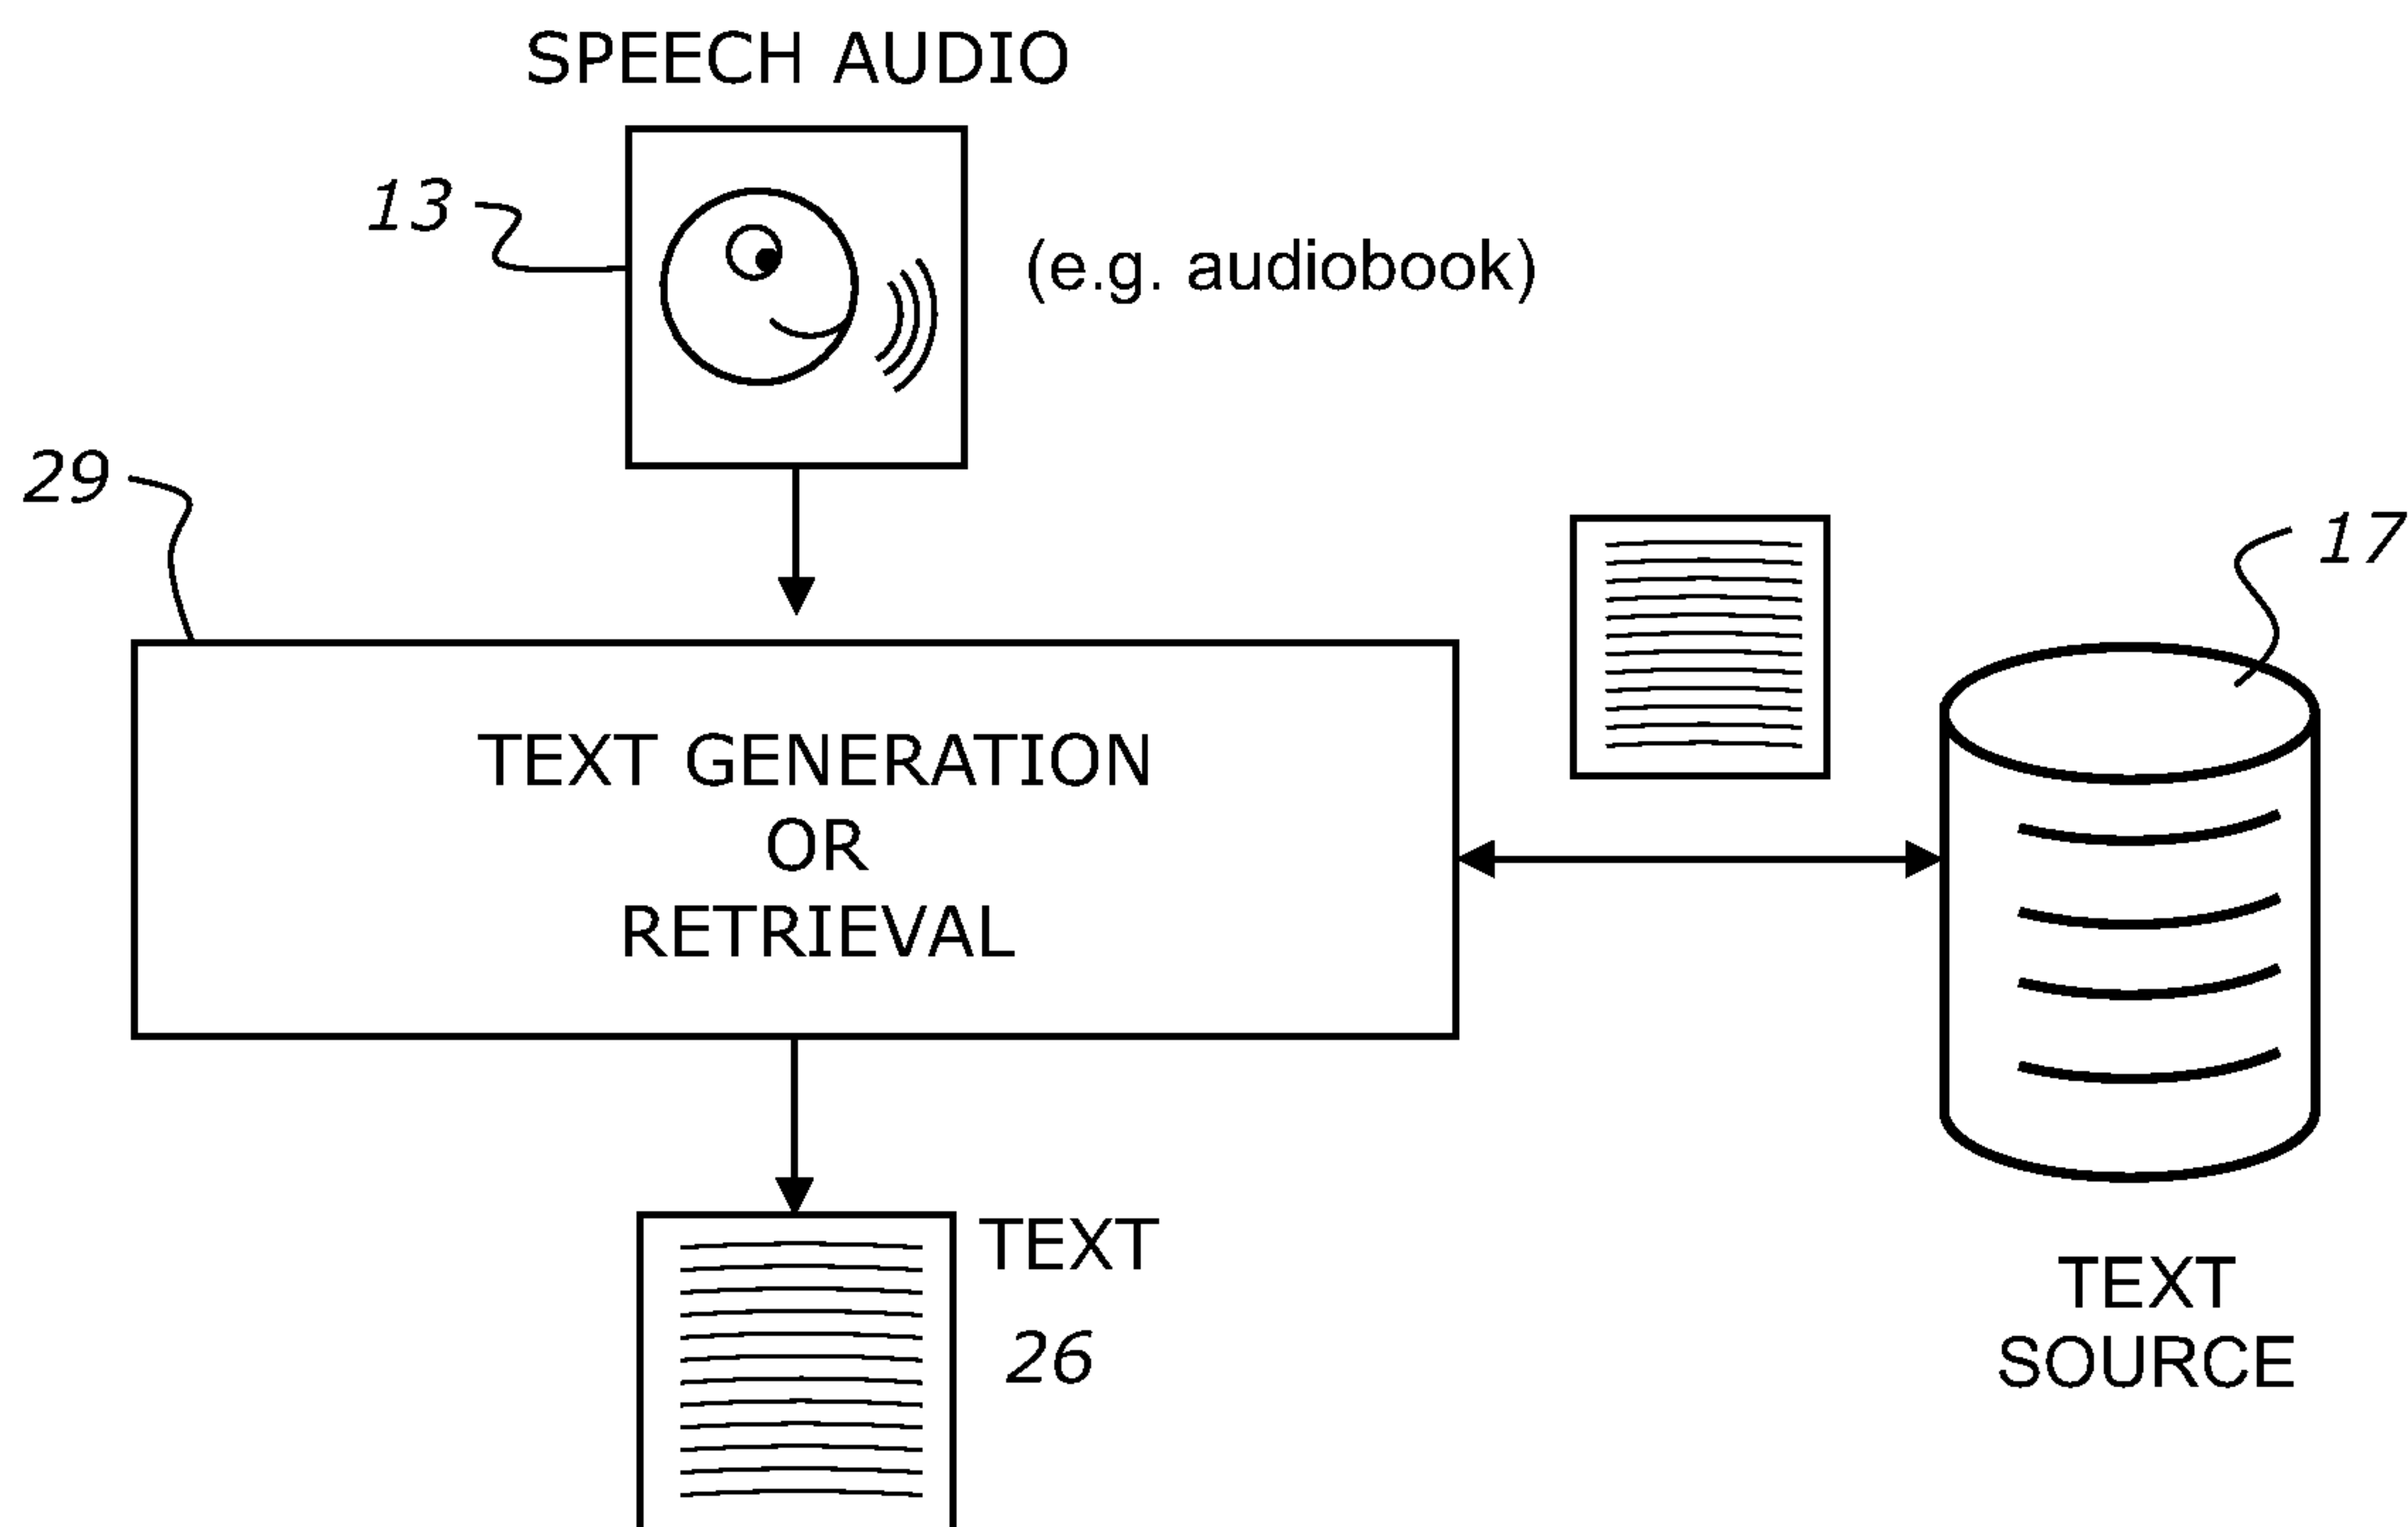 SPEECH AUDIO
13
(e.g. audiobook)
29
17
TEXT GENERATION
OR
RETRIEVAL
TEXT
26
TEXT
SOURCE